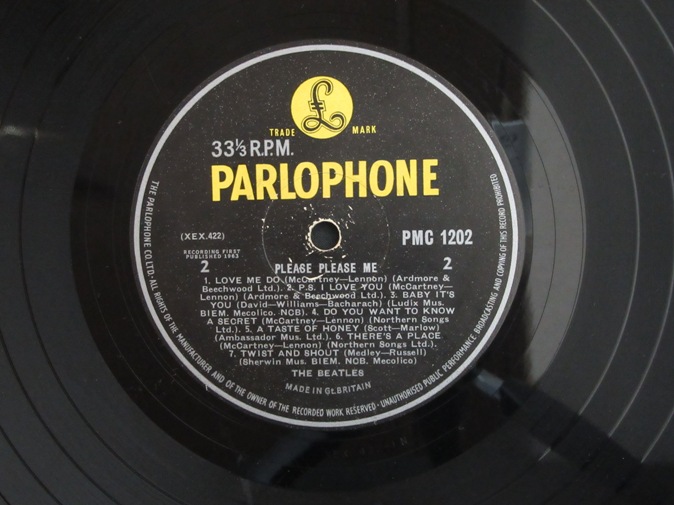 TRADE MARK
33⅓ R.P.M.
PARLOPHONE
(XEX.422)
PMC 1202
RECORDING FIRST
PUBLISHED 1963
2 PLEASE PLEASE ME 2
1. LOVE ME DO (McCartney—Lennon) (Ardmore &
Beechwood Ltd.). 2. P.S. I LOVE YOU (McCartney—
Lennon) (Ardmore & Beechwood Ltd.). 3. BABY IT'S
YOU (David—Williams—Bacharach) (Ludix Mus.
BIEM. Mecolico. NCB). 4. DO YOU WANT TO KNOW
A SECRET (McCartney—Lennon) (Northern Songs
Ltd.). 5. A TASTE OF HONEY (Scott—Marlow)
(Ambassador Mus. Ltd.). 6. THERE'S A PLACE
(McCartney—Lennon) (Northern Songs Ltd.).
7. TWIST AND SHOUT (Medley—Russell)
(Sherwin Mus. BIEM. NCB. Mecolico)
THE BEATLES
MADE IN GT. BRITAIN
THE PARLOPHONE CO. LTD.—ALL RIGHTS OF THE MANUFACTURER AND OF THE OWNER OF THE RECORDED WORK RESERVED—UNAUTHORISED PUBLIC PERFORMANCE BROADCASTING AND COPYING OF THIS RECORD PROHIBITED